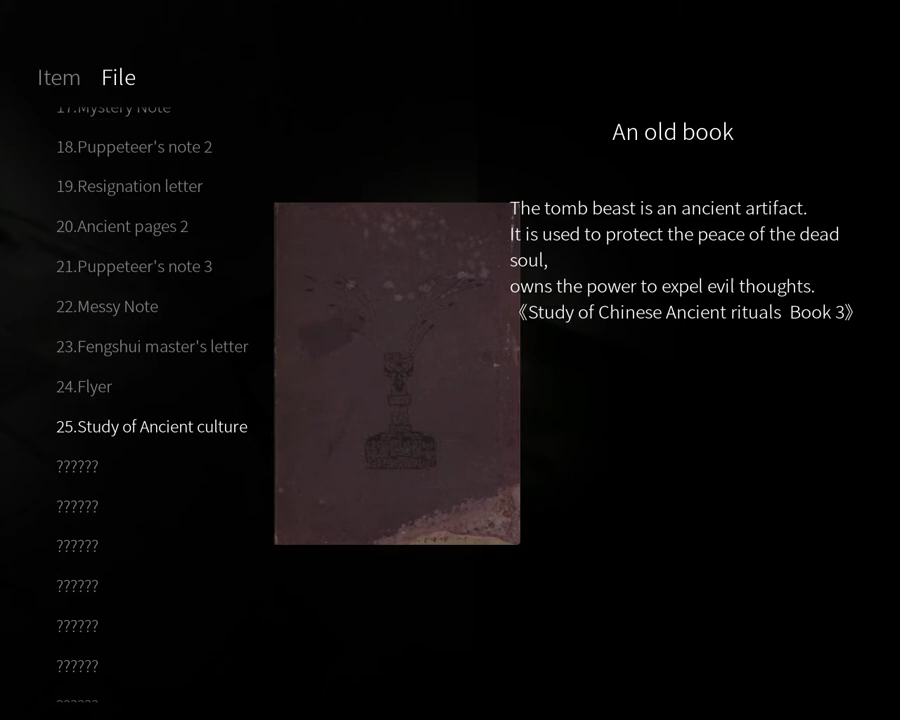 Item File
17.Mystery Note
18.Puppeteer's note 2
19.Resignation letter
20.Ancient pages 2
21.Puppeteer's note 3
22.Messy Note
23.Fengshui master's letter
24.Flyer
25.Study of Ancient culture
??????
??????
??????
??????
??????
??????
??????
An old book
The tomb beast is an ancient artifact.
It is used to protect the peace of the dead
soul,
owns the power to expel evil thoughts.
《Study of Chinese Ancient rituals Book 3》